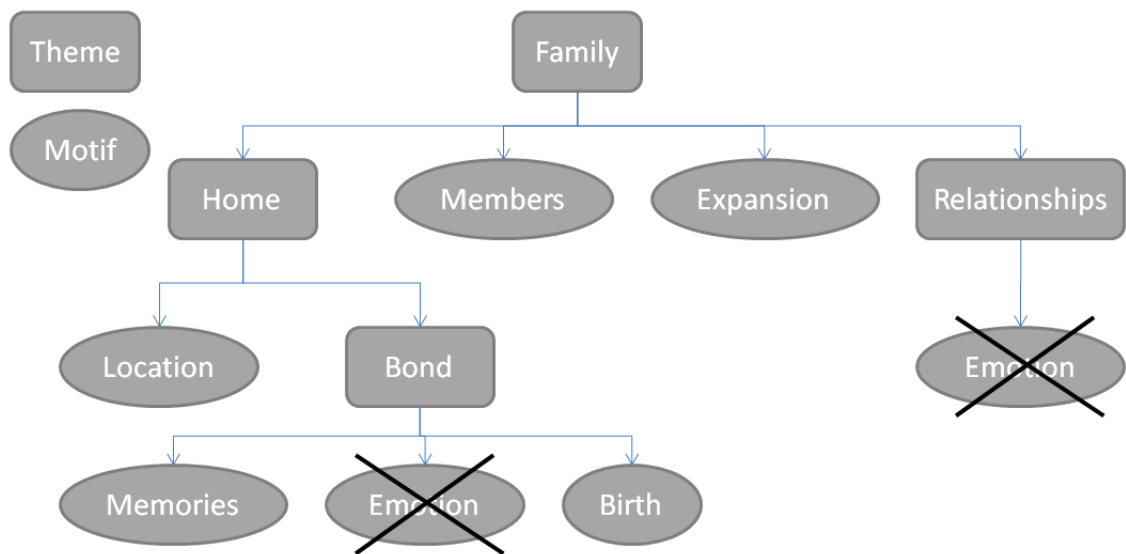 Theme
Family
Motif
Home
Members
Expansion
Relationships
Location
Bond
Emotion
Memories
Emotion
Birth